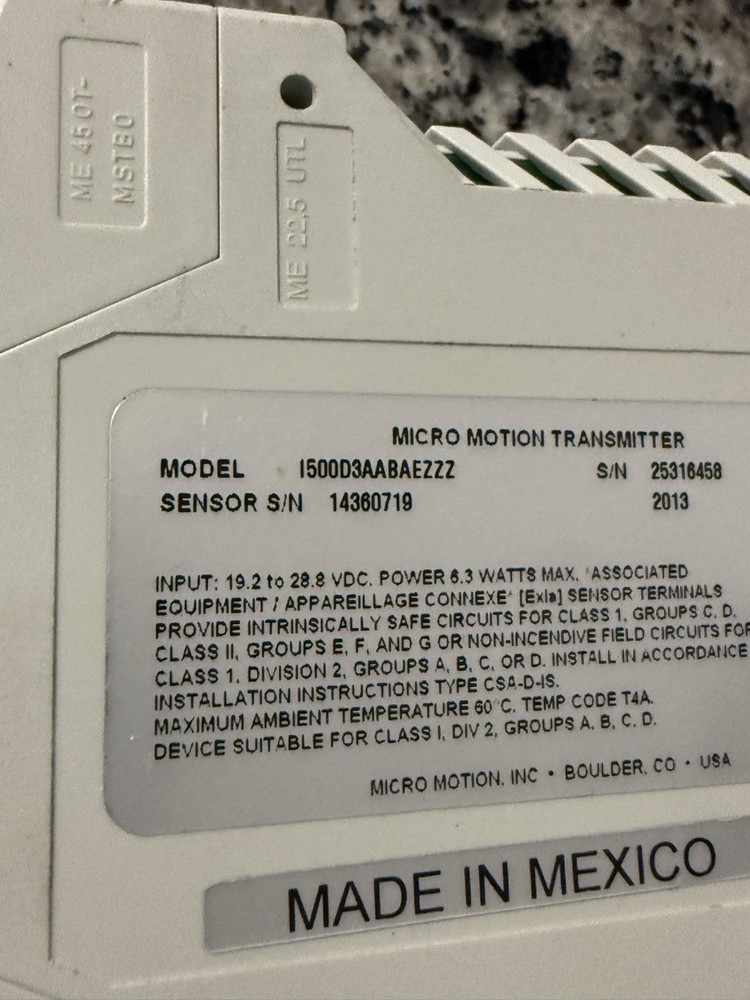 ME 45 OT-
MSTBO
ME 22,5 UTL
MICRO MOTION TRANSMITTER
MODEL 1500D3AABAEZZZ S/N 25316458
SENSOR S/N 14360719 2013
INPUT: 19.2 to 28.8 VDC. POWER 6.3 WATTS MAX. "ASSOCIATED
EQUIPMENT / APPAREILLAGE CONNEXE" [Exia] SENSOR TERMINALS
PROVIDE INTRINSICALLY SAFE CIRCUITS FOR CLASS 1, GROUPS C, D,
CLASS II, GROUPS E, F, AND G OR NON-INCENDIVE FIELD CIRCUITS FOR
CLASS 1, DIVISION 2, GROUPS A, B, C, OR D. INSTALL IN ACCORDANCE
INSTALLATION INSTRUCTIONS TYPE CSA-D-IS.
MAXIMUM AMBIENT TEMPERATURE 60°C. TEMP CODE T4A.
DEVICE SUITABLE FOR CLASS I, DIV 2, GROUPS A, B, C, D.
MICRO MOTION, INC • BOULDER, CO • USA
MADE IN MEXICO